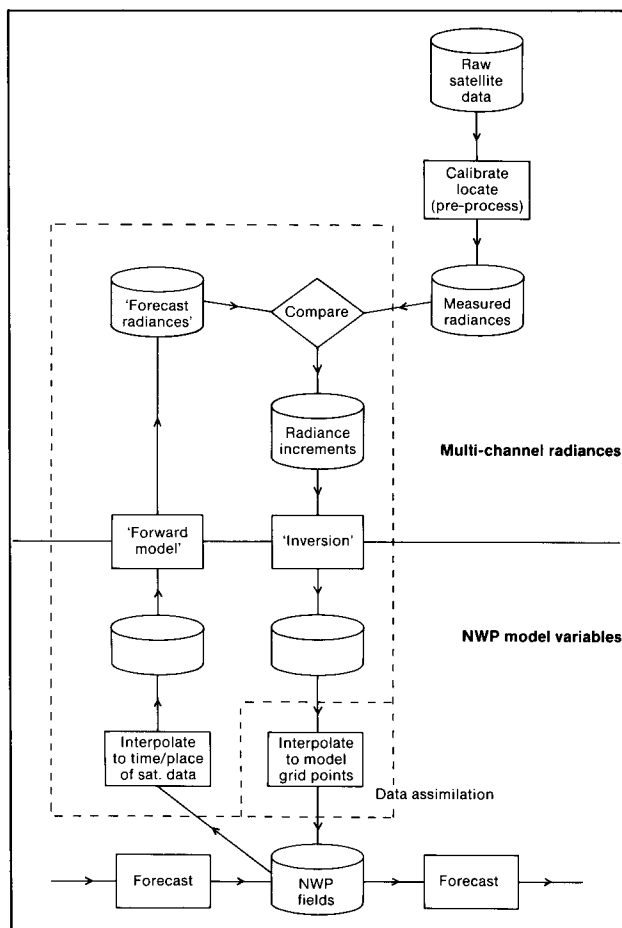 Raw
satellite
data
Calibrate
locate
(pre-process)
'Forecast
radiances'
Compare
Measured
radiances
Radiance
increments
Multi-channel radiances
'Forward
model'
'Inversion'
NWP model variables
Interpolate
to time/place
of sat. data
Interpolate
to model
grid points
Data assimilation
Forecast
NWP
fields
Forecast